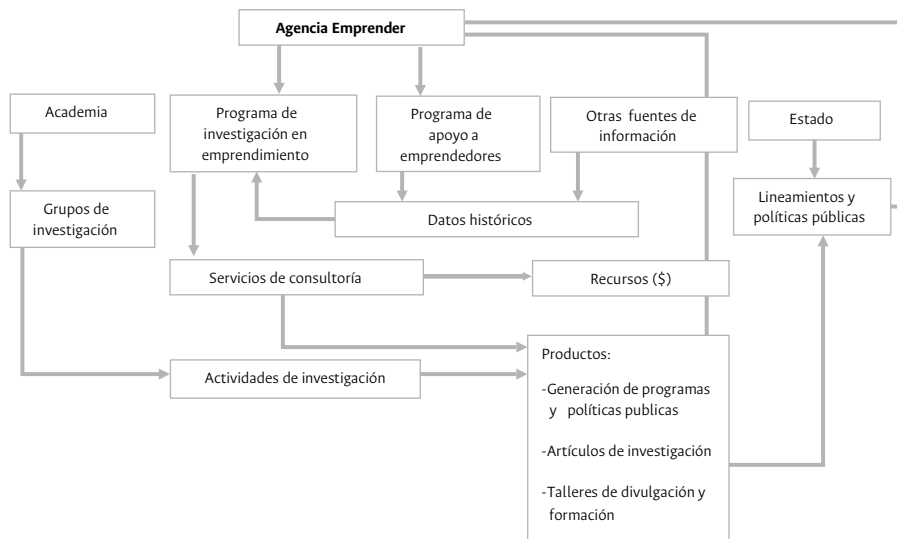 Agencia Emprender
Academia
Programa de
investigación en
emprendimiento
Programa de
apoyo a
emprendedores
Otras fuentes de
información
Estado
Grupos de
investigación
Datos históricos
Lineamientos y
políticas públicas
Servicios de consultoría
Recursos ($)
Actividades de investigación
Productos:
-Generación de programas
y políticas publicas
-Artículos de investigación
-Talleres de divulgación y
formación